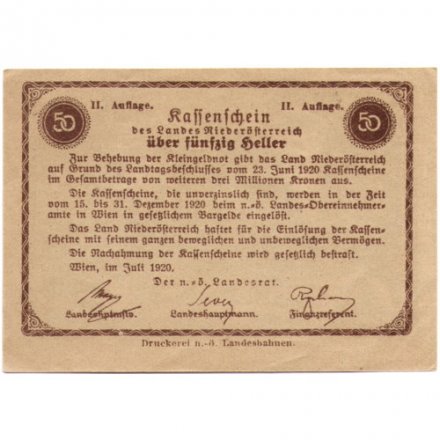 50 II. Auflage. II. Auflage. 50
Kassenschein
des Landes Niederösterreich
über fünfzig Heller
Zur Behebung der Kleingeldnot gibt das Land Niederösterreich
auf Grund des Landtagsbeschlusses vom 23. Juni 1920 Kassenscheine
im Gesamtbetrage von weiteren drei Millionen Kronen aus.
Die Kassenscheine, die unverzinslich sind, werden in der Zeit
vom 15. bis 31. Dezember 1920 beim n.-ö. Landes-Obereinnehmer-
amte in Wien in gesetzlichem Bargelde eingelöst.
Das Land Niederösterreich haftet für die Einlösung der Kassen-
scheine mit seinem ganzen beweglichen und unbeweglichen Vermögen.
Die Nachahmung der Kassenscheine wird gesetzlich bestraft.
Wien, im Juli 1920.
Der n.-ö. Landesrat.
Landeshauptmann.
Finanzreferent.
Druckerei n.-ö. Landesbahnen.